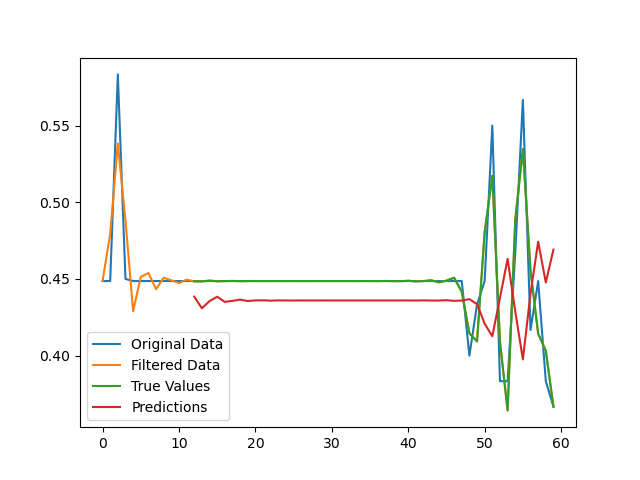 0.55
0.50
0.45
0.40
Original Data
Filtered Data
True Values
Predictions
0 10 20 30 40 50 60